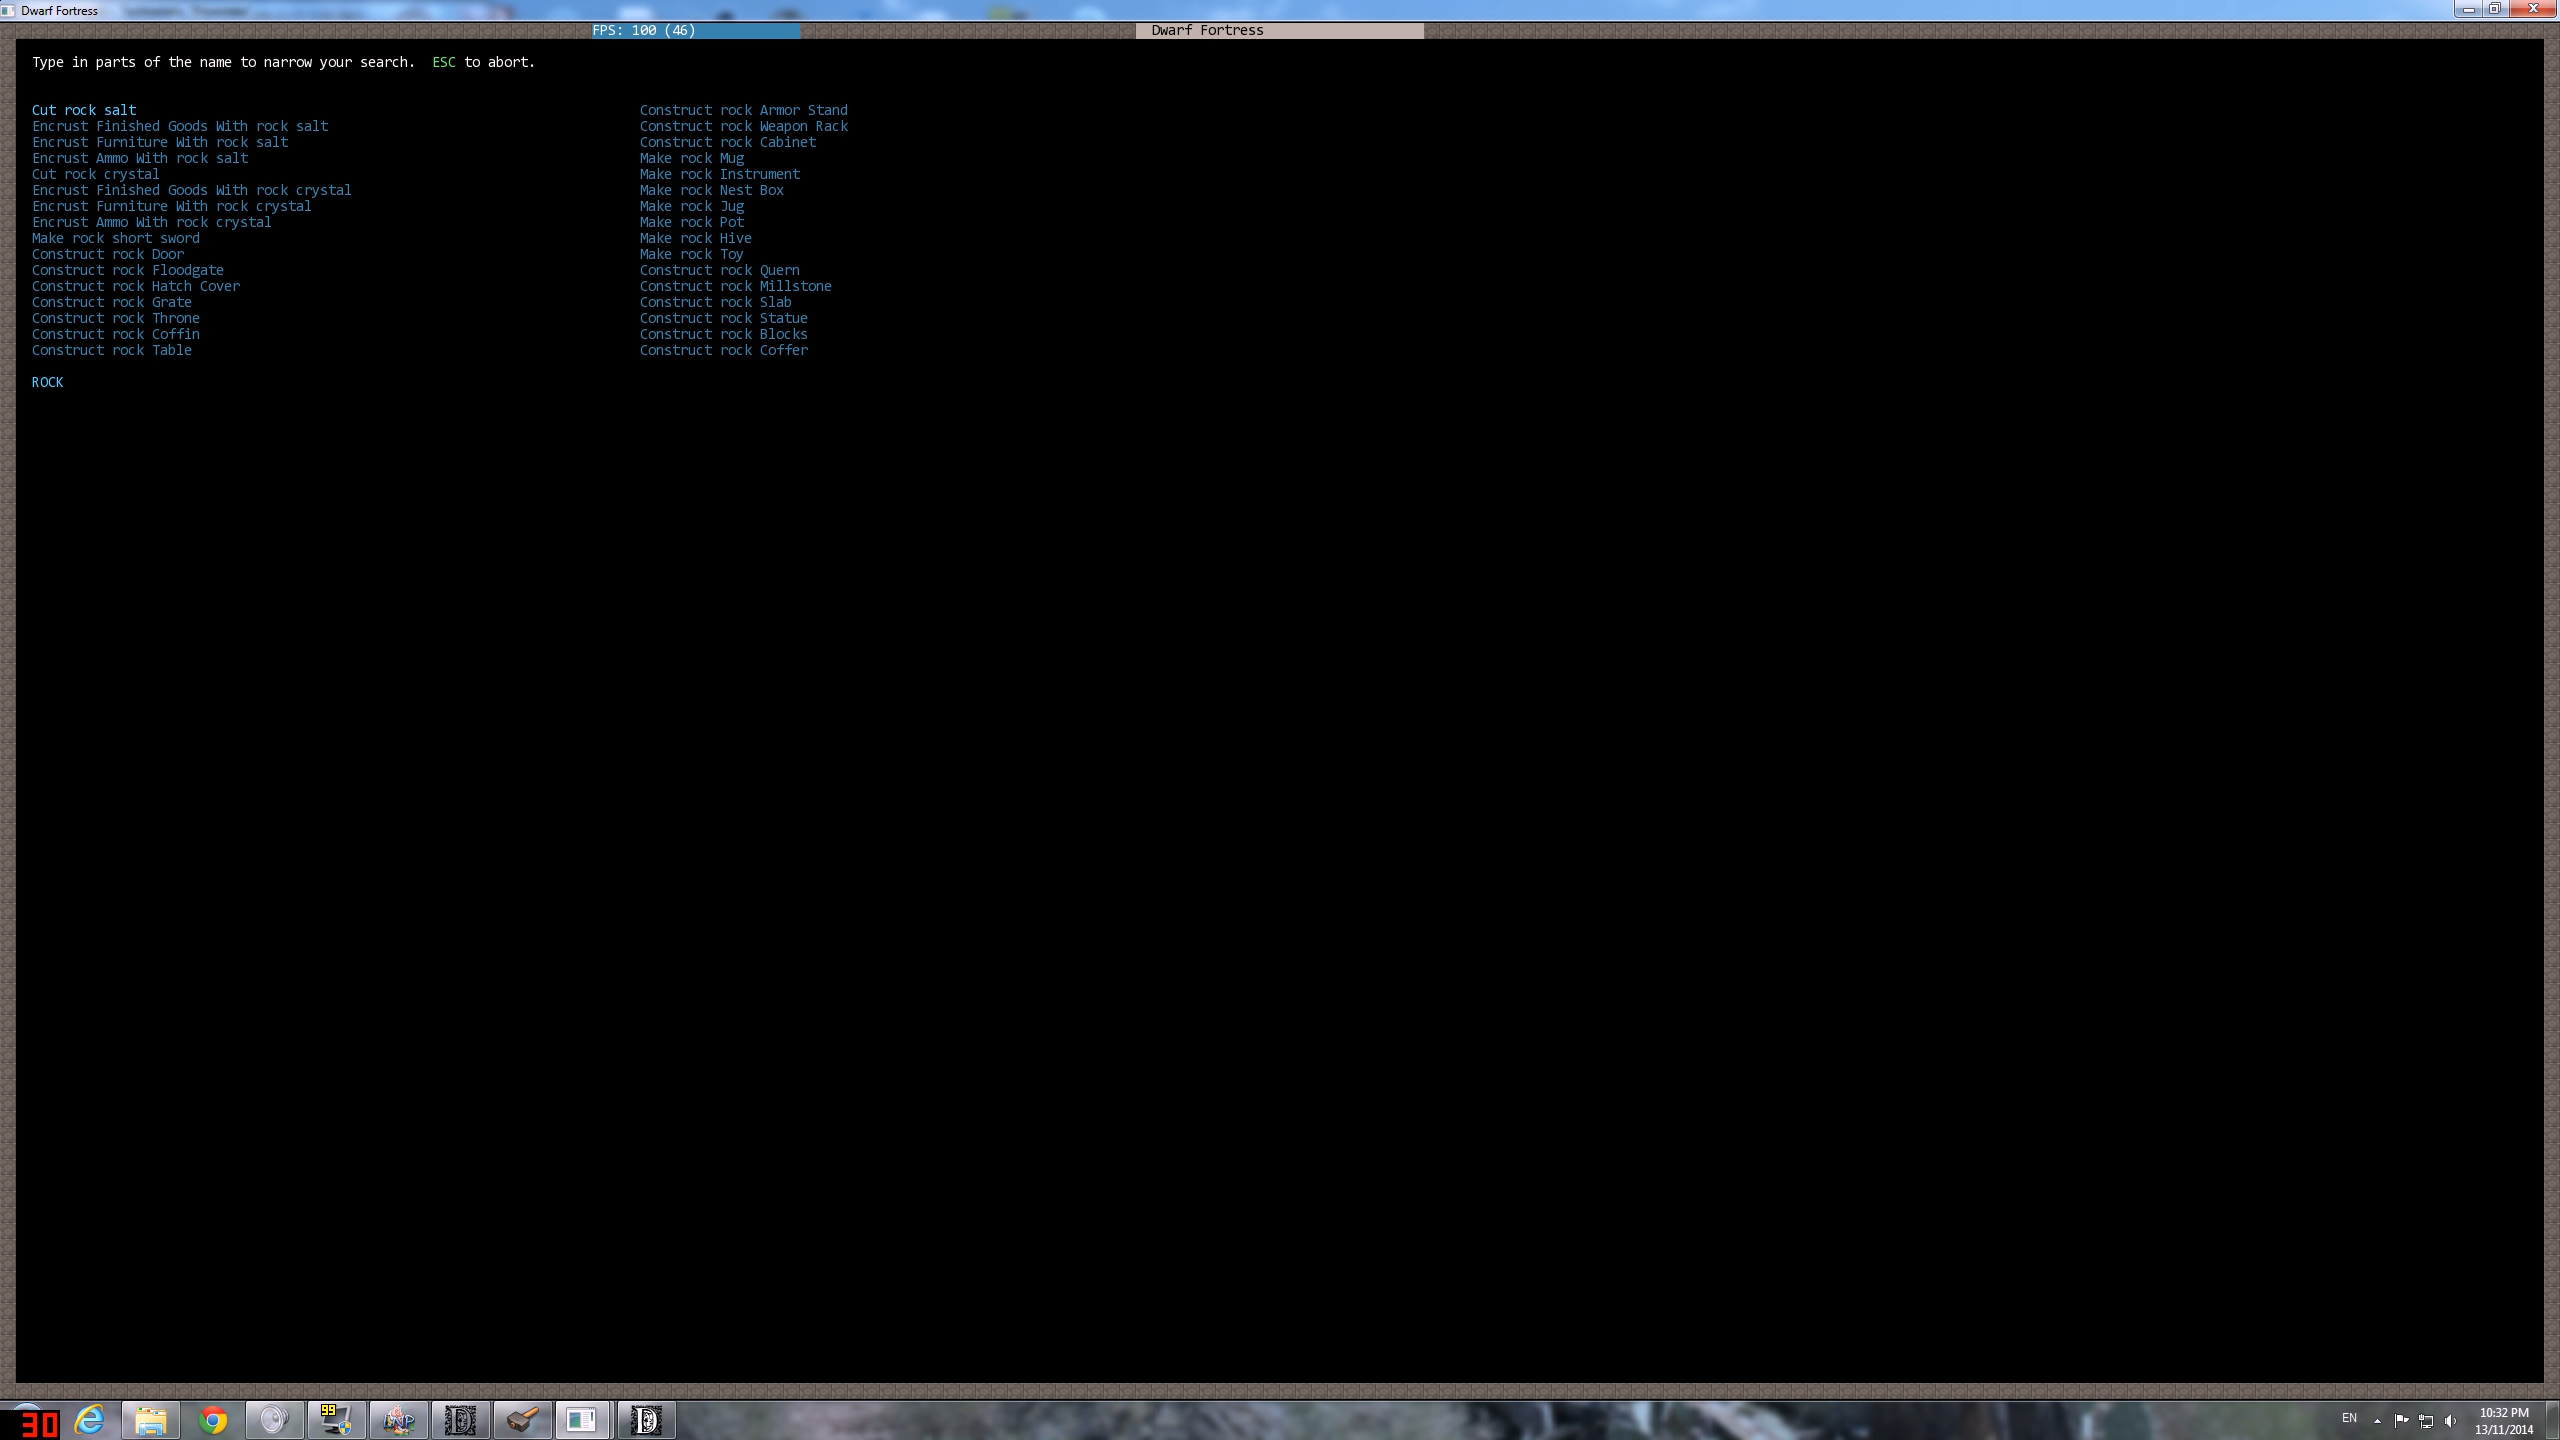 Dwarf Fortress
FPS: 100 (46)
Dwarf Fortress
Type in parts of the name to narrow your search.  ESC to abort.
Cut rock salt
Encrust Finished Goods With rock salt
Encrust Furniture With rock salt
Encrust Ammo With rock salt
Cut rock crystal
Encrust Finished Goods With rock crystal
Encrust Furniture With rock crystal
Encrust Ammo With rock crystal
Make rock short sword
Construct rock Door
Construct rock Floodgate
Construct rock Hatch Cover
Construct rock Grate
Construct rock Throne
Construct rock Coffin
Construct rock Table
Construct rock Armor Stand
Construct rock Weapon Rack
Construct rock Cabinet
Make rock Mug
Make rock Instrument
Make rock Nest Box
Make rock Jug
Make rock Pot
Make rock Hive
Make rock Toy
Construct rock Quern
Construct rock Millstone
Construct rock Slab
Construct rock Statue
Construct rock Blocks
Construct rock Coffer
ROCK
30
99
EN
10:32 PM
13/11/2014